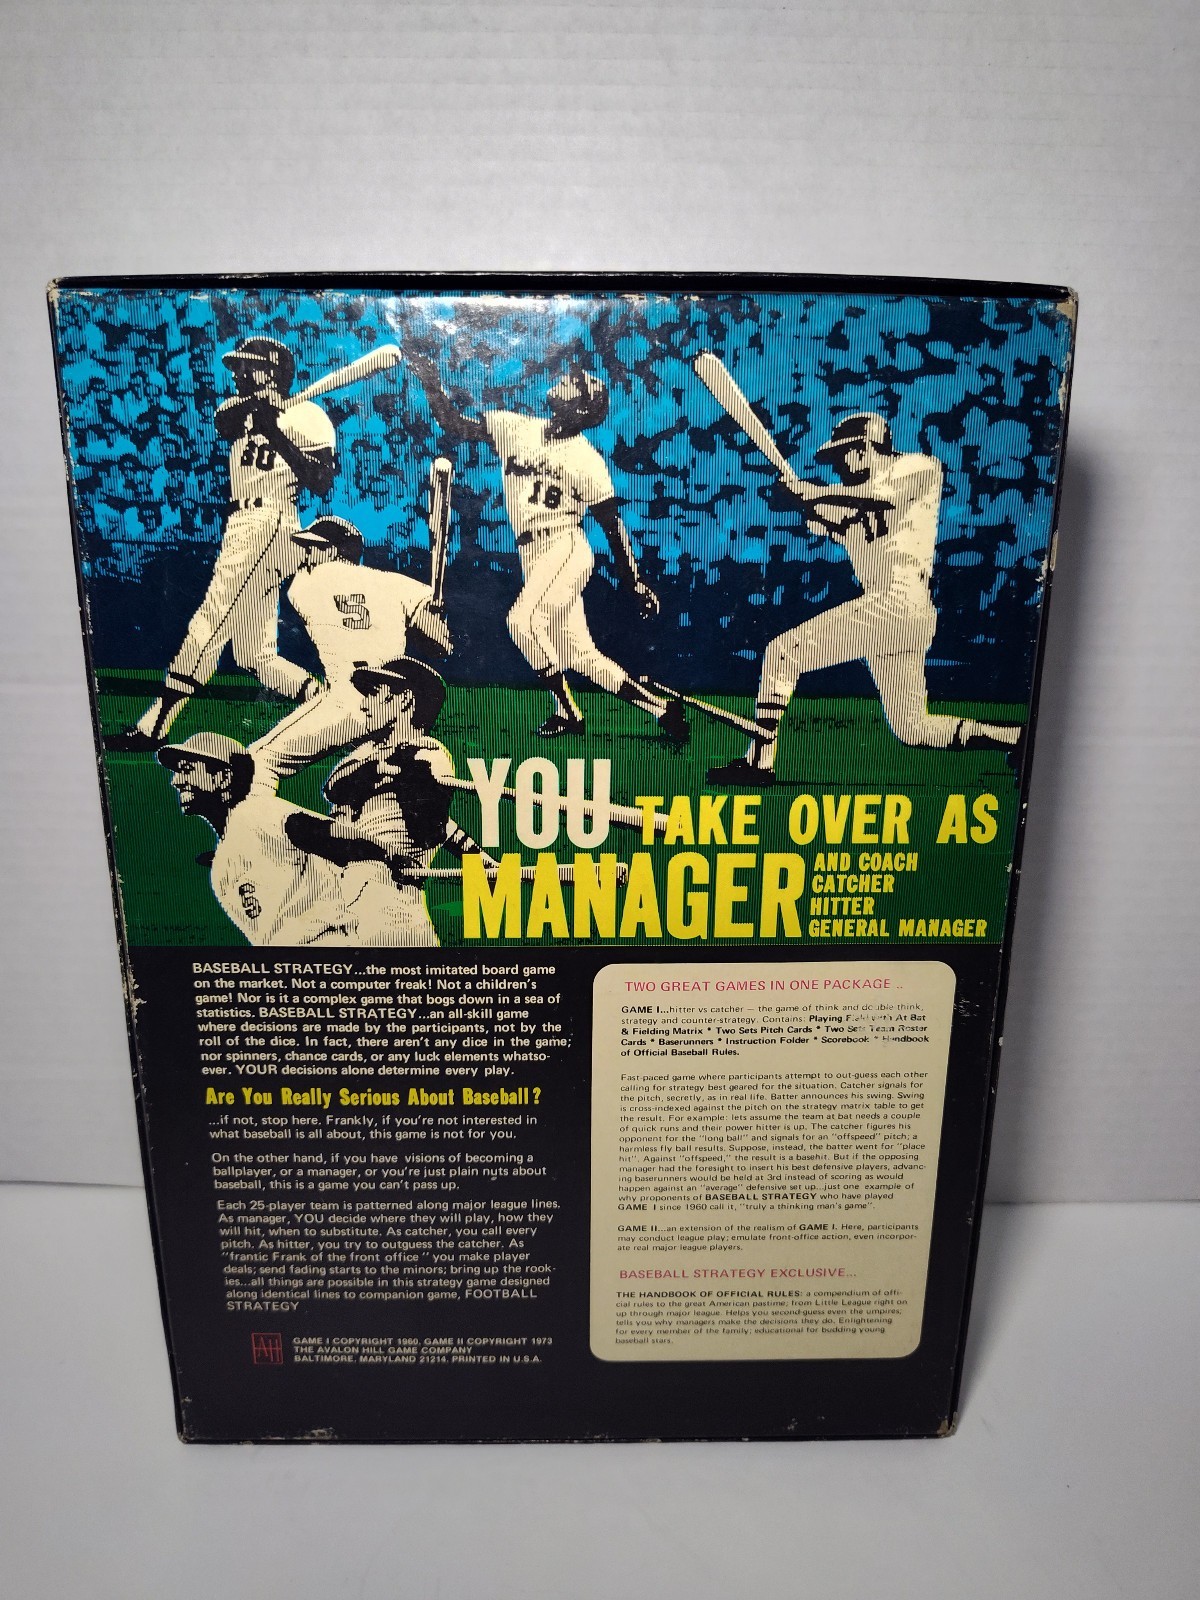 30
S
18
S
YOU TAKE OVER AS
MANAGER
AND COACH
CATCHER
HITTER
GENERAL MANAGER
BASEBALL STRATEGY...the most imitated board game
on the market. Not a computer freak! Not a children's
game! Nor is it a complex game that bogs down in a sea of
statistics. BASEBALL STRATEGY...an all-skill game
where decisions are made by the participants, not by the
roll of the dice. In fact, there aren't any dice in the game;
nor spinners, chance cards, or any luck elements whatso-
ever. YOUR decisions alone determine every play.
Are You Really Serious About Baseball?
...if not, stop here. Frankly, if you're not interested in
what baseball is all about, this game is not for you.
On the other hand, if you have visions of becoming a
ballplayer, or a manager, or you're just plain nuts about
baseball, this is a game you can't pass up.
Each 25-player team is patterned along major league lines.
As manager, YOU decide where they will play, how they
will hit, when to substitute. As catcher, you call every
pitch. As hitter, you try to outguess the catcher. As
"frantic Frank of the front office" you make player
deals; send fading starts to the minors; bring up the rook-
ies...all things are possible in this strategy game designed
along identical lines to companion game, FOOTBALL
STRATEGY
AH
GAME I COPYRIGHT 1960. GAME II COPYRIGHT 1973
THE AVALON HILL GAME COMPANY
BALTIMORE, MARYLAND 21214. PRINTED IN U.S.A.
TWO GREAT GAMES IN ONE PACKAGE ..
GAME I...hitter vs catcher — the game of think and double think,
strategy and counter-strategy. Contains: Playing Field with At Bat
& Fielding Matrix * Two Sets Pitch Cards * Two Sets Team Roster
Cards * Baserunners * Instruction Folder * Scorebook * Handbook
of Official Baseball Rules.
Fast-paced game where participants attempt to out-guess each other
calling for strategy best geared for the situation. Catcher signals for
the pitch, secretly, as in real life. Batter announces his swing. Swing
is cross-indexed against the pitch on the strategy matrix table to get
the result. For example: lets assume the team at bat needs a couple
of quick runs and their power hitter is up. The catcher figures his
opponent for the "long ball" and signals for an "offspeed" pitch; a
harmless fly ball results. Suppose, instead, the batter went for "place
hit". Against "offspeed," the result is a basehit. But if the opposing
manager had the foresight to insert his best defensive players, advanc-
ing baserunners would be held at 3rd instead of scoring as would
happen against an "average" defensive set up...just one example of
why proponents of BASEBALL STRATEGY who have played
GAME I since 1960 call it, "truly a thinking man's game".
GAME II...an extension of the realism of GAME I. Here, participants
may conduct league play; emulate front-office action, even incorpor-
ate real major league players.
BASEBALL STRATEGY EXCLUSIVE...
THE HANDBOOK OF OFFICIAL RULES: a compendium of offi-
cial rules to the great American pastime; from Little League right on
up through major league. Helps you second-guess even the umpires;
tells you why managers make the decisions they do. Enlightening
for every member of the family; educational for budding young
baseball stars.